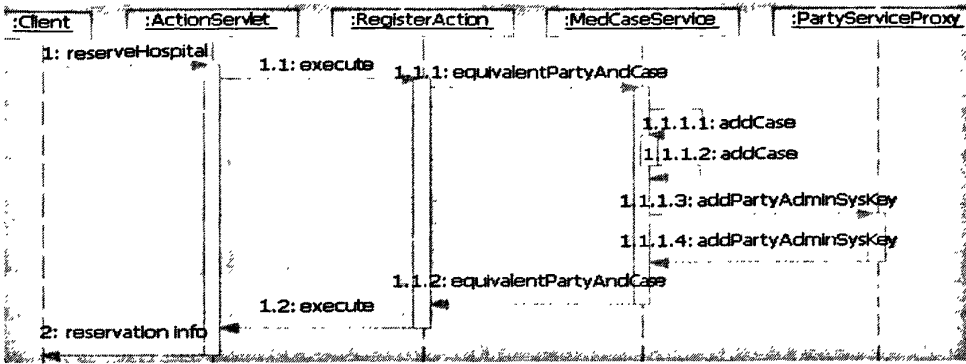 :Client :ActionServlet :RegisterAction :MedCaseService :PartyServiceProxy
1: reserveHospital
1.1: execute
1.1.1: equivalentPartyAndCase
1.1.1.1: addCase
1.1.1.2: addCase
1.1.1.3: addPartyAdminSysKey
1.1.1.4: addPartyAdminSysKey
1.1.2: equivalentPartyAndCase
1.2: execute
2: reservation info